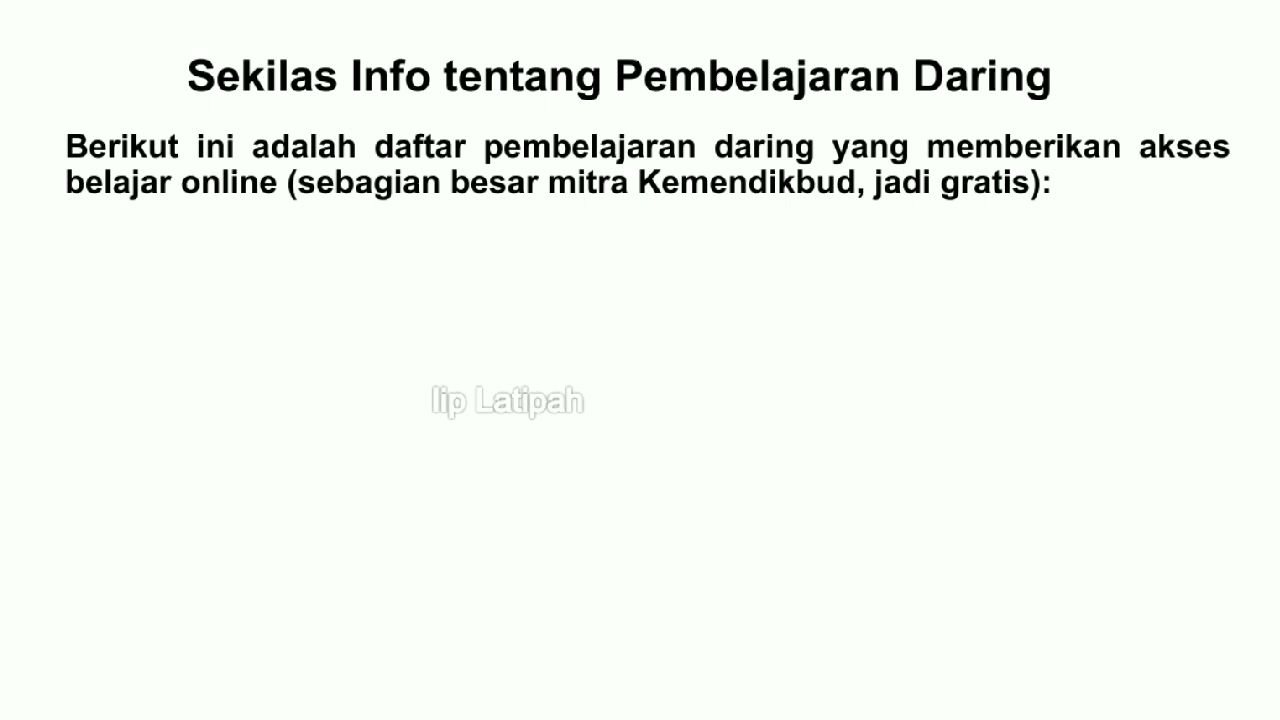 Sekilas Info tentang Pembelajaran Daring
Berikut ini adalah daftar pembelajaran daring yang memberikan akses
belajar online (sebagian besar mitra Kemendikbud, jadi gratis):
Iip Latipah